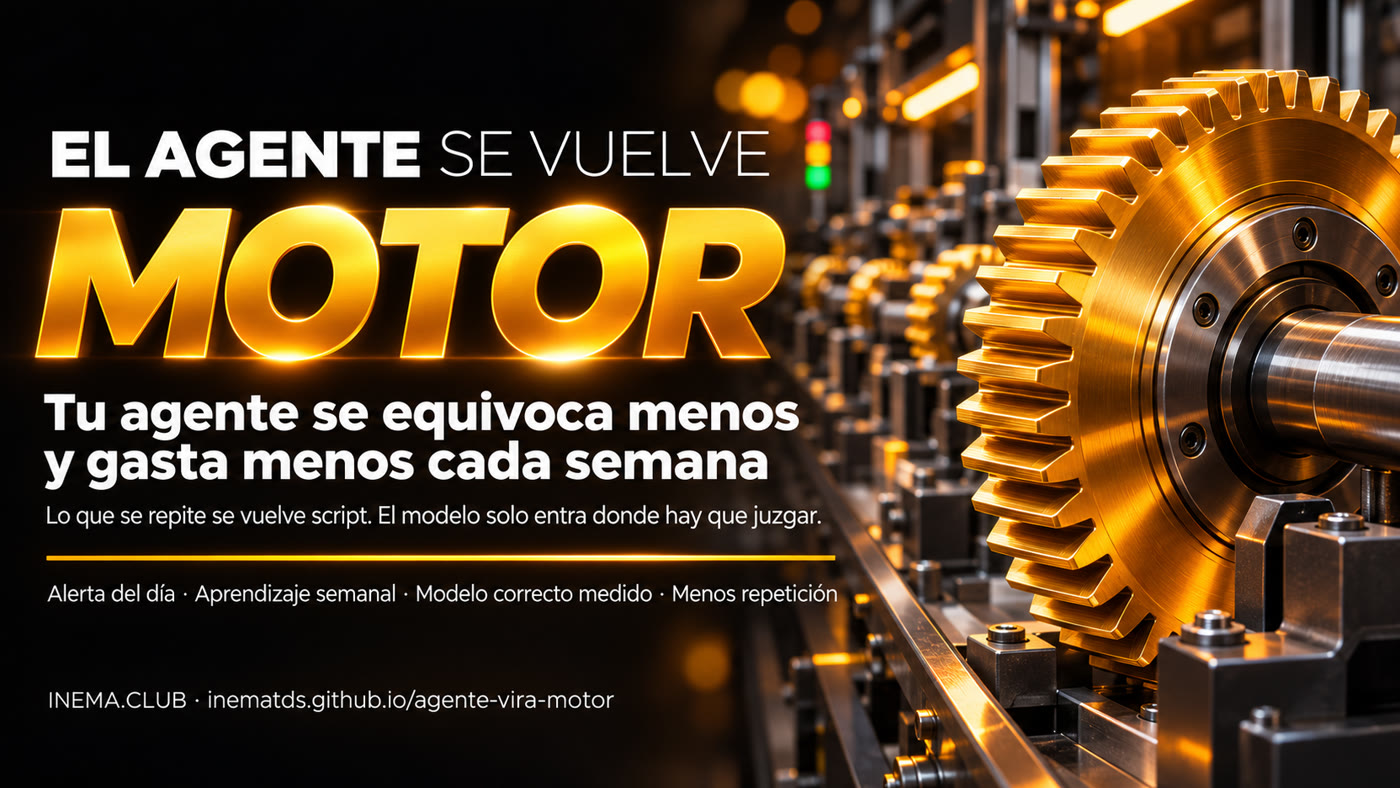 EL AGENTE SE VUELVE
MOTOR
Tu agente se equivoca menos
y gasta menos cada semana
Lo que se repite se vuelve script. El modelo solo entra donde hay que juzgar.
Alerta del día · Aprendizaje semanal · Modelo correcto medido · Menos repetición
INEMA.CLUB · inematds.github.io/agente-vira-motor